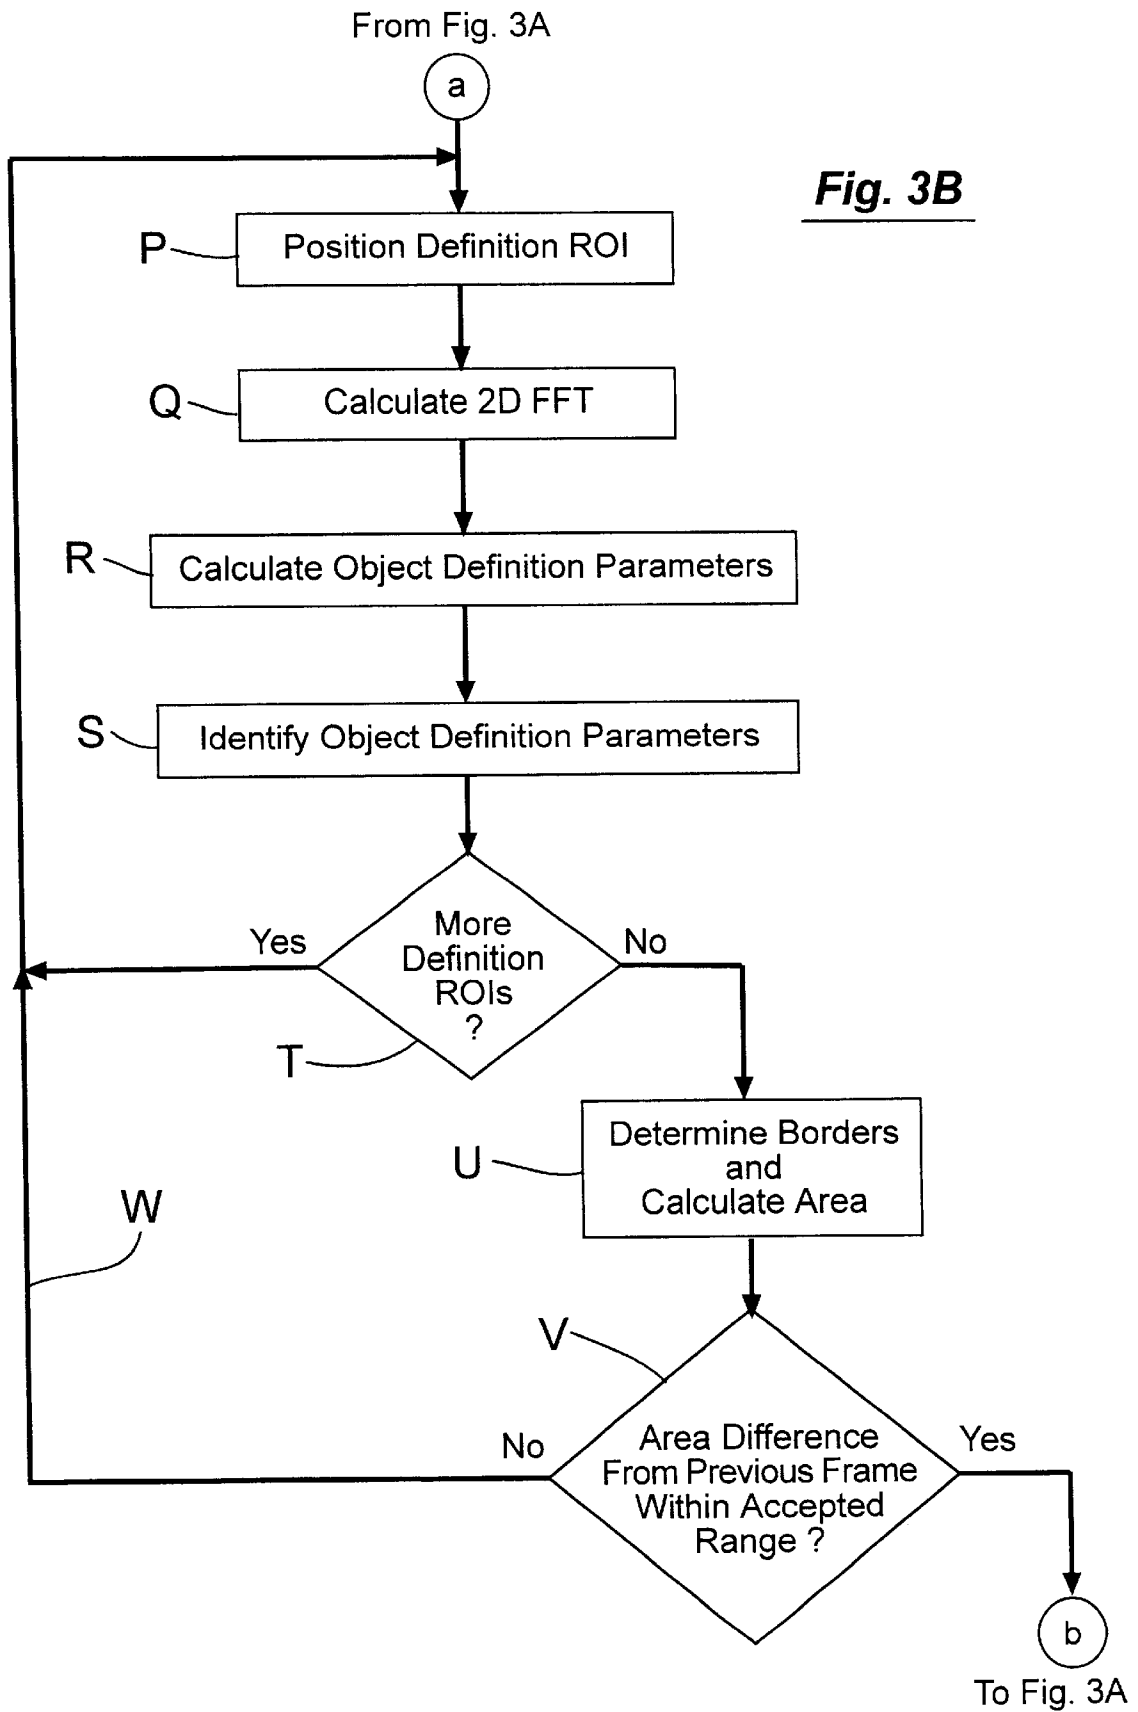 From Fig. 3A
a
Fig. 3B
P
Position Definition ROI
Q
Calculate 2D FFT
R
Calculate Object Definition Parameters
S
Identify Object Definition Parameters
More
Definition
ROIs
?
Yes
No
T
Determine Borders
and
Calculate Area
U
W
V
Area Difference
From Previous Frame
Within Accepted
Range ?
No
Yes
b
To Fig. 3A